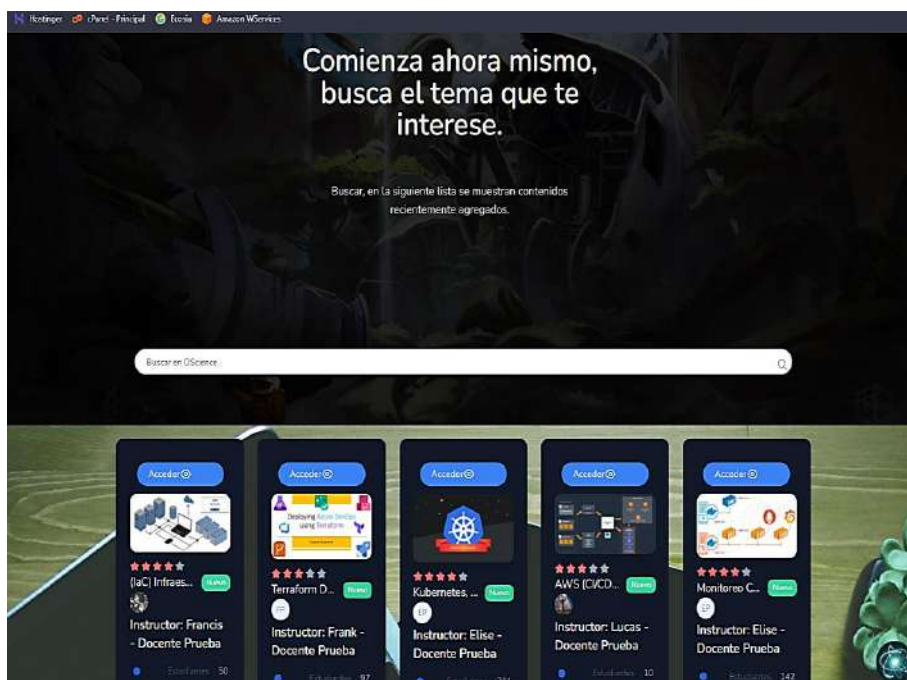 Hostinger cPanel - Principal Ecosia Amazon WServices
Comienza ahora mismo,
busca el tema que te
interese.
Buscar, en la siguiente lista se muestran contenidos
recientemente agregados.
Buscar en OScience
Acceder Acceder Acceder Acceder Acceder
Deploying Azure DevOps
using Terraform
(IaC) Infraes... Nuevo
Terraform D... Nuevo
Kubernetes, ... Nuevo
AWS [CI/CD... Nuevo
Monitoreo C... Nuevo
EP
EP
Instructor: Francis
- Docente Prueba
Instructor: Frank -
Docente Prueba
Instructor: Elise -
Docente Prueba
Instructor: Lucas -
Docente Prueba
Instructor: Elise -
Docente Prueba
Estudiantes 50
Estudiantes 97
Estudiantes 10
Estudiantes 142